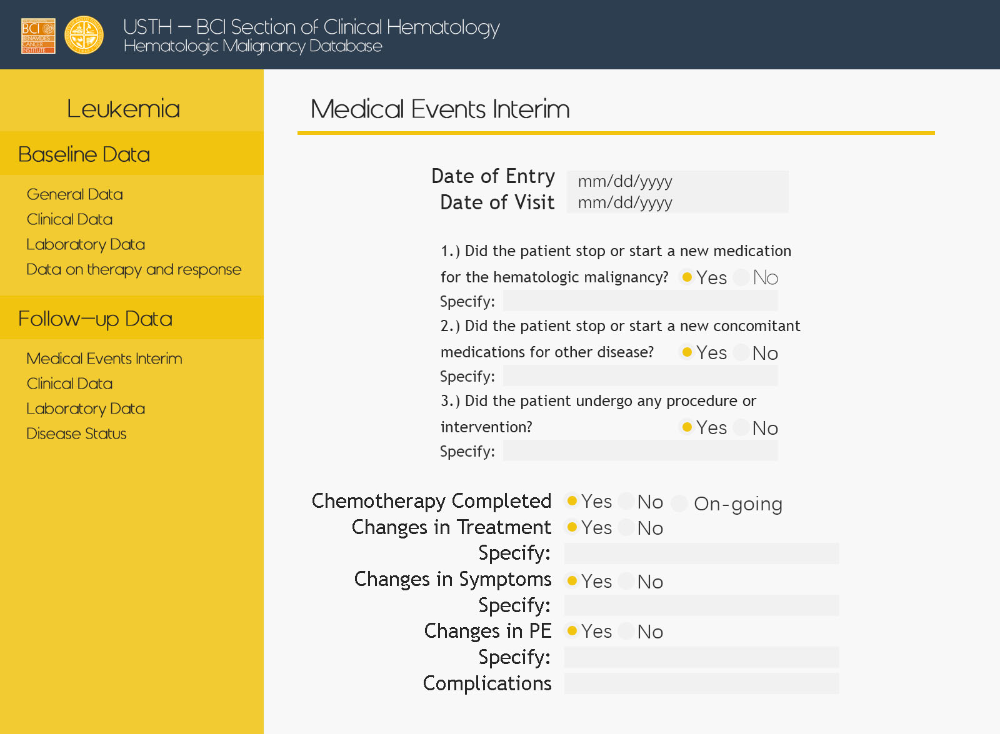 BCI
BENAVIDES
CANCER
INSTITUTE
USTH – BCI Section of Clinical Hematology
Hematologic Malignancy Database
Leukemia
Baseline Data
General Data
Clinical Data
Laboratory Data
Data on therapy and response
Follow-up Data
Medical Events Interim
Clinical Data
Laboratory Data
Disease Status
Medical Events Interim
Date of Entry mm/dd/yyyy
Date of Visit mm/dd/yyyy
1.) Did the patient stop or start a new medication
for the hematologic malignancy? Yes No
Specify:
2.) Did the patient stop or start a new concomitant
medications for other disease? Yes No
Specify:
3.) Did the patient undergo any procedure or
intervention? Yes No
Specify:
Chemotherapy Completed Yes No On-going
Changes in Treatment Yes No
Specify:
Changes in Symptoms Yes No
Specify:
Changes in PE Yes No
Specify:
Complications